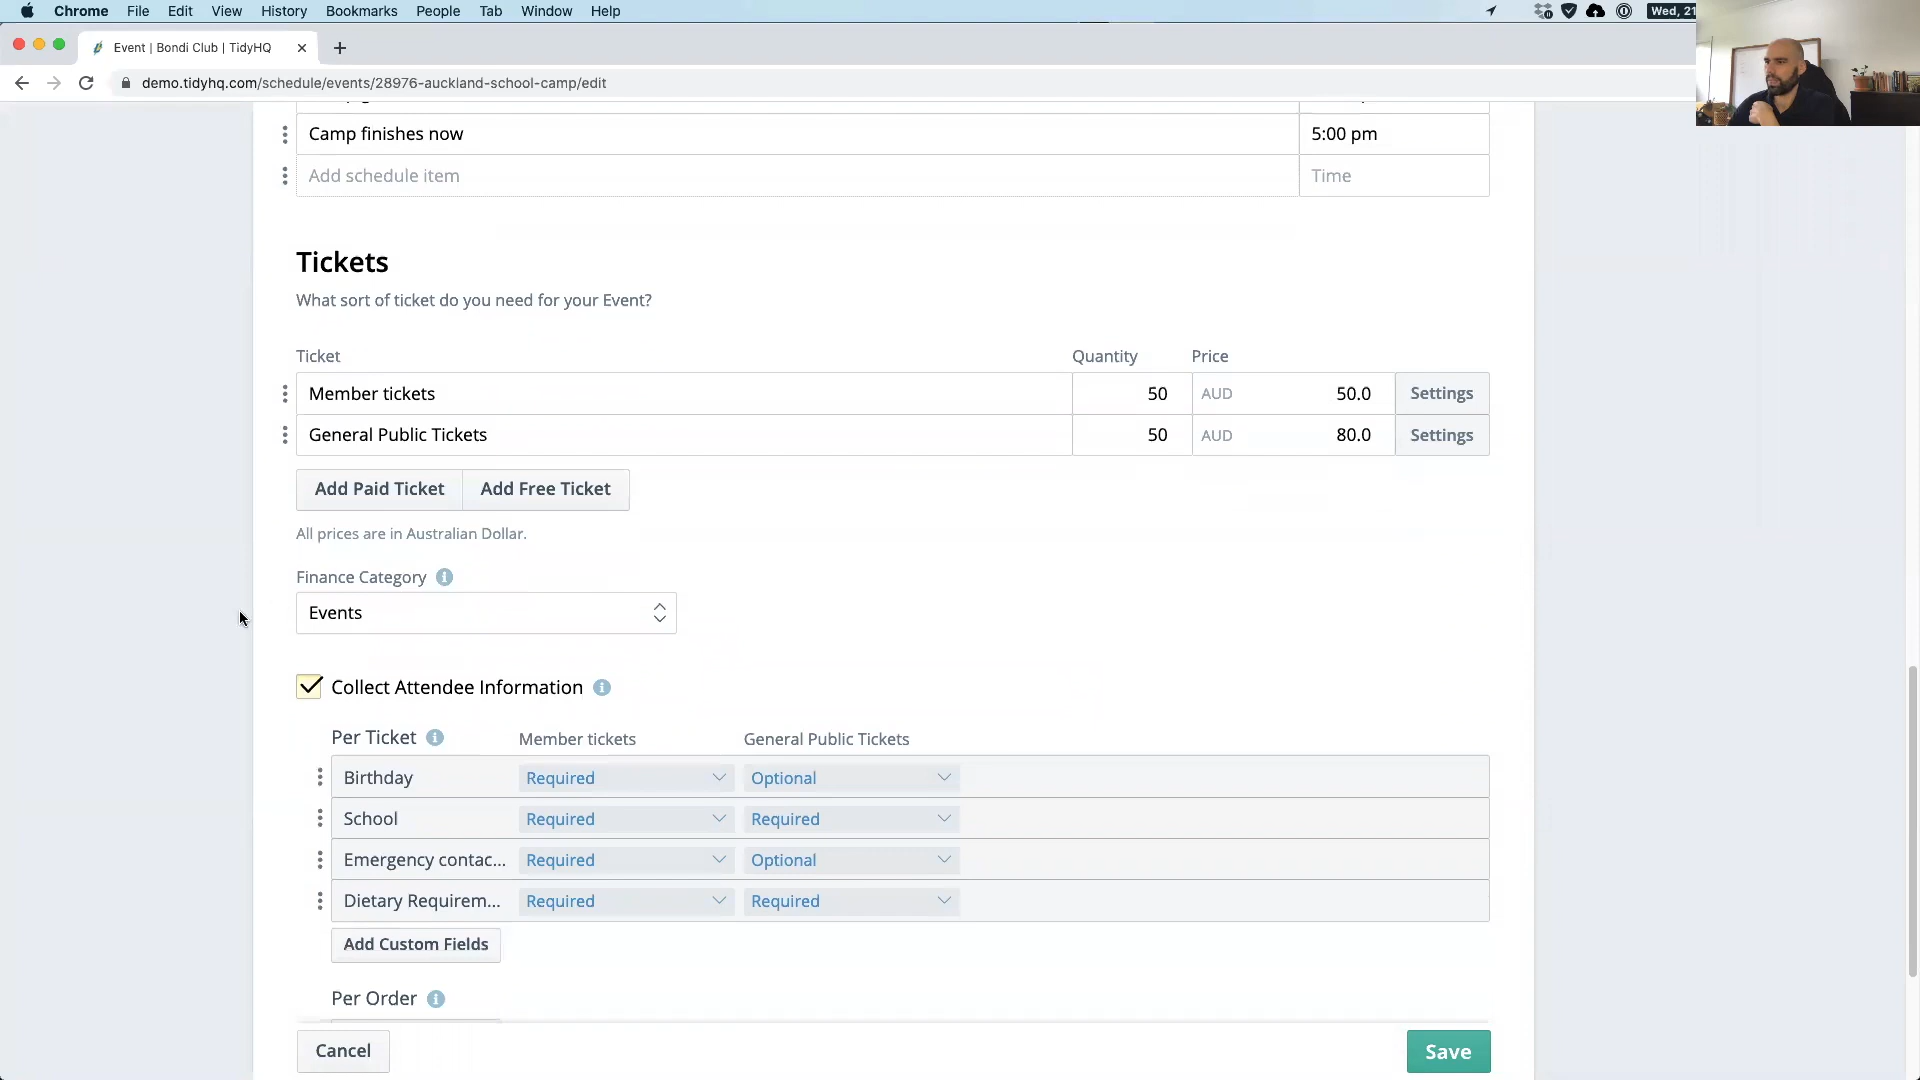 Chrome File Edit View History Bookmarks People Tab Window Help
Wed, 21
Event | Bondi Club | TidyHQ
demo.tidyhq.com/schedule/events/28976-auckland-school-camp/edit
Camp finishes now 5:00 pm
Add schedule item Time
Tickets
What sort of ticket do you need for your Event?
Ticket Quantity Price
Member tickets 50 AUD 50.0 Settings
General Public Tickets 50 AUD 80.0 Settings
Add Paid Ticket Add Free Ticket
All prices are in Australian Dollar.
Finance Category
Events
Collect Attendee Information
Per Ticket Member tickets General Public Tickets
Birthday Required Optional
School Required Required
Emergency contac... Required Optional
Dietary Requirem... Required Required
Add Custom Fields
Per Order
Cancel Save